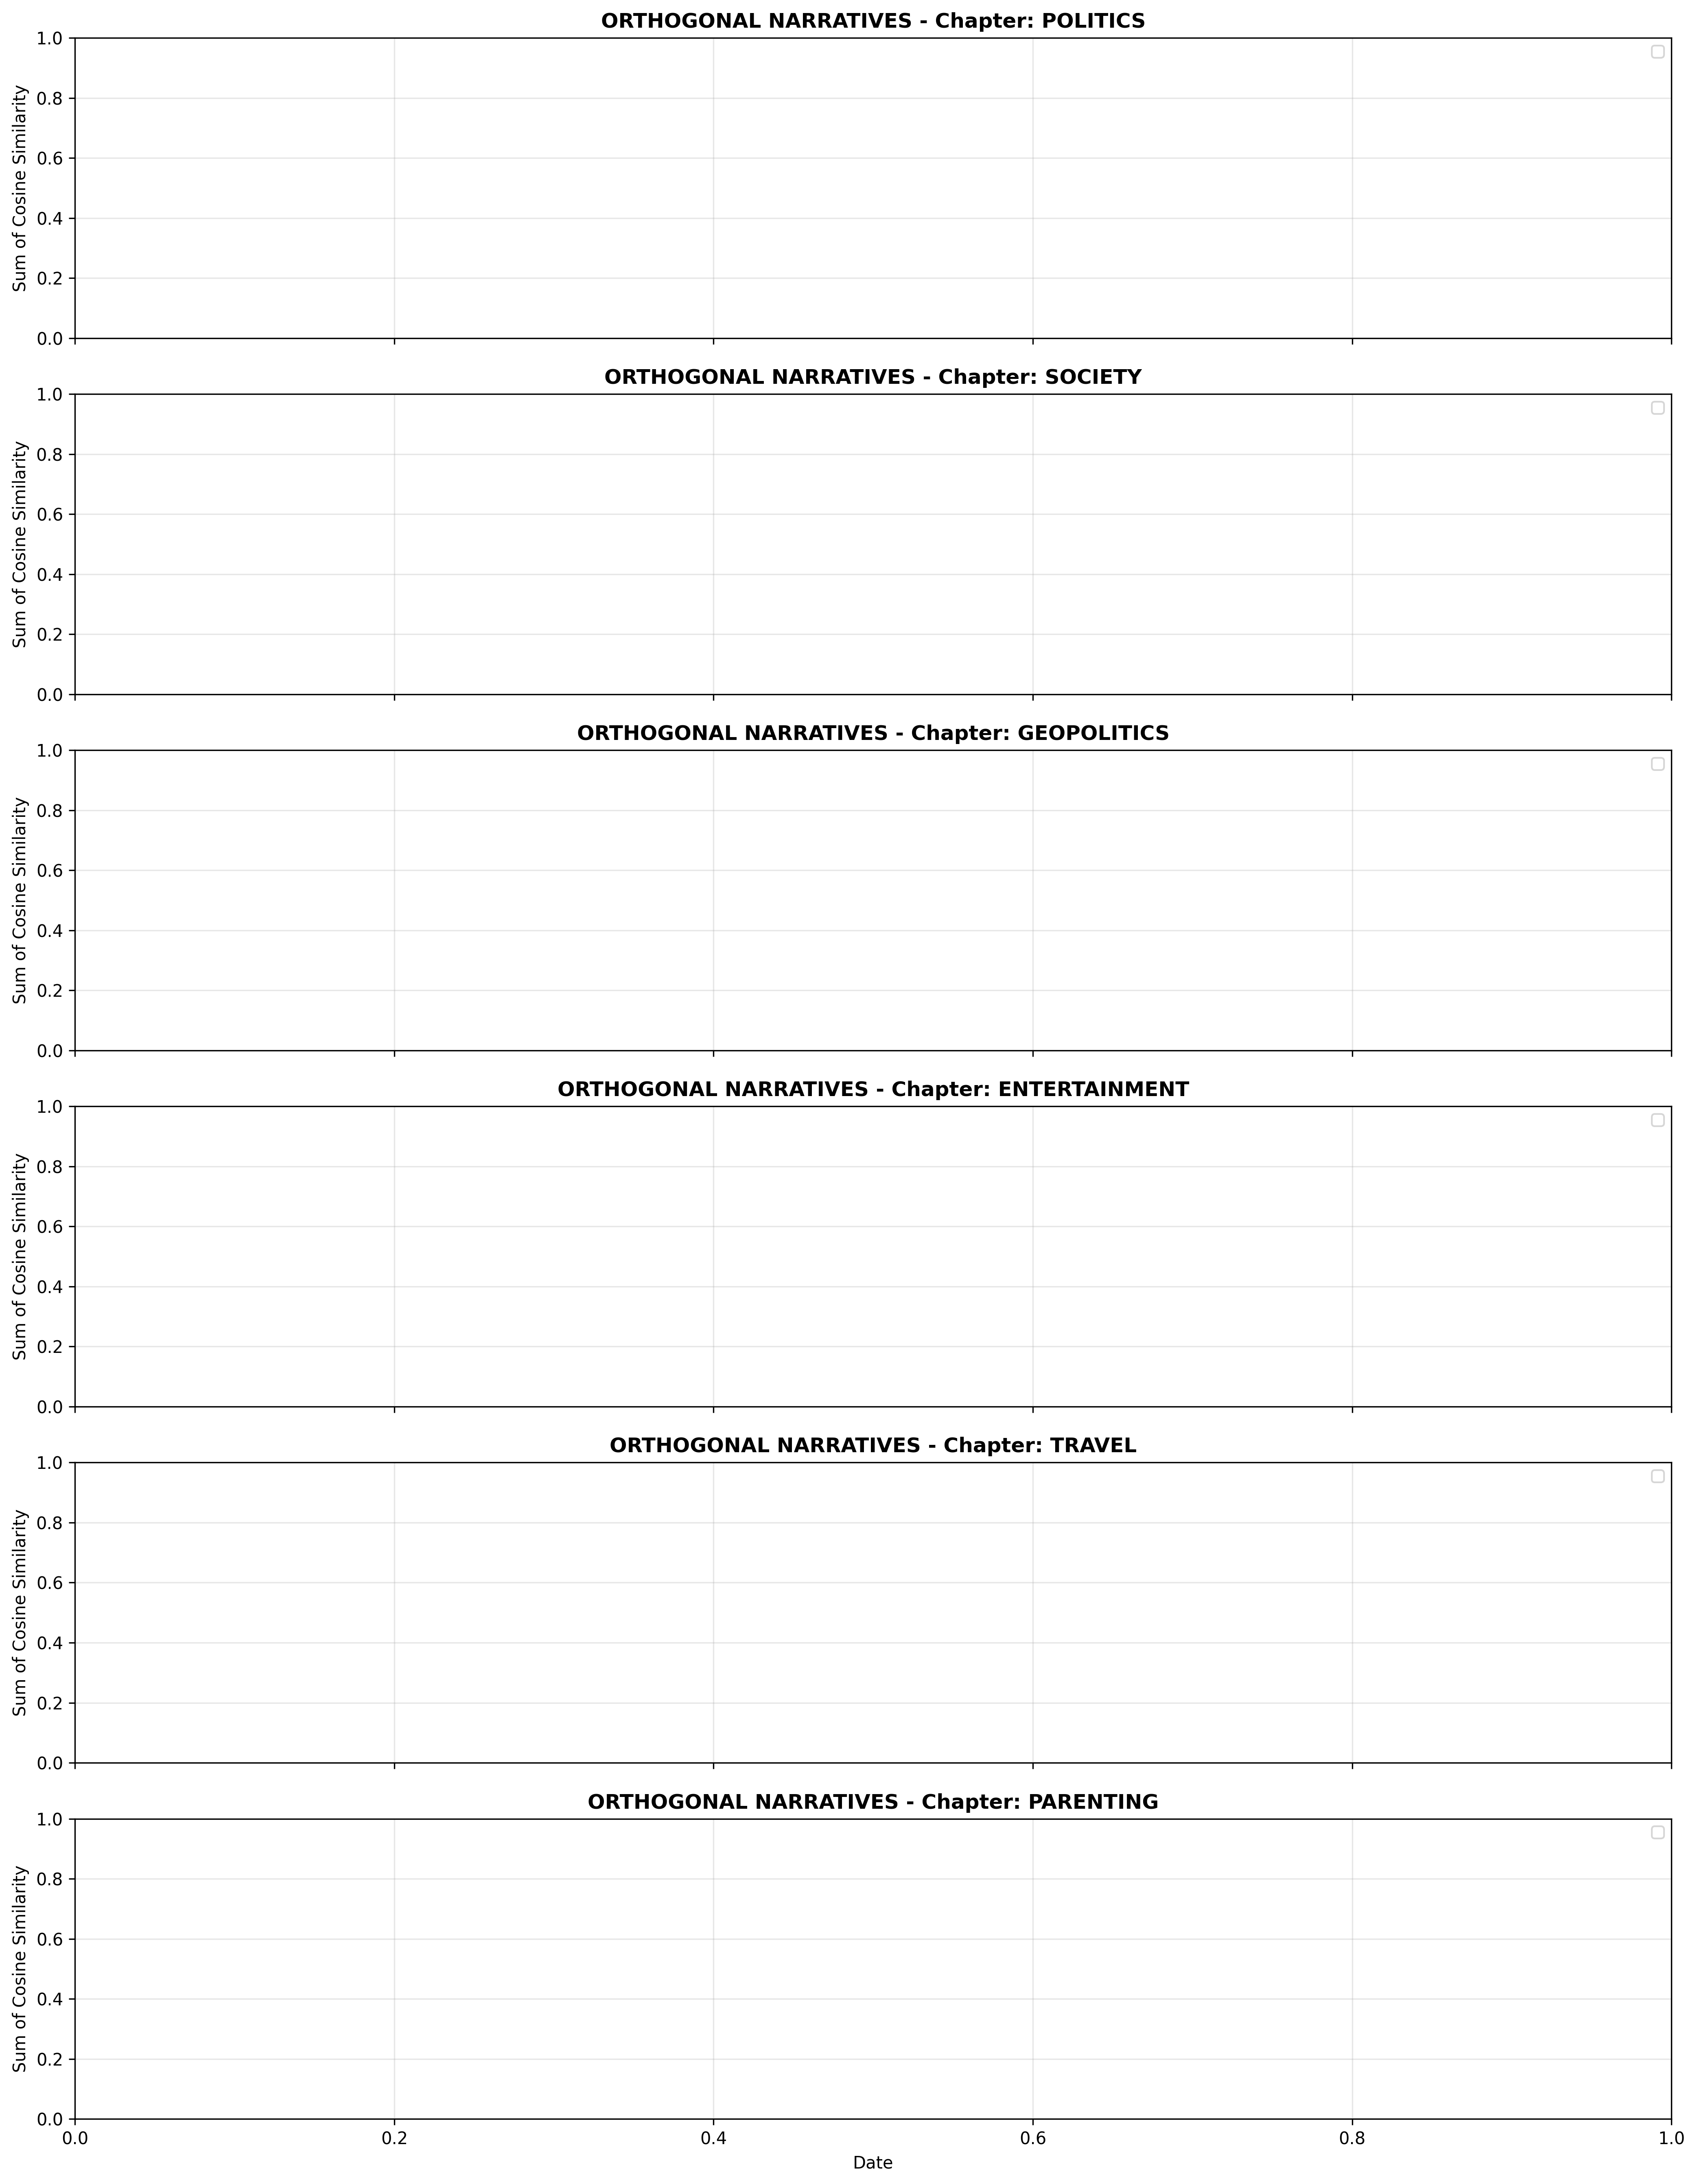 ORTHOGONAL NARRATIVES - Chapter: POLITICS
1.0
0.8
0.6
0.4
0.2
0.0
Sum of Cosine Similarity
ORTHOGONAL NARRATIVES - Chapter: SOCIETY
1.0
0.8
0.6
0.4
0.2
0.0
Sum of Cosine Similarity
ORTHOGONAL NARRATIVES - Chapter: GEOPOLITICS
1.0
0.8
0.6
0.4
0.2
0.0
Sum of Cosine Similarity
ORTHOGONAL NARRATIVES - Chapter: ENTERTAINMENT
1.0
0.8
0.6
0.4
0.2
0.0
Sum of Cosine Similarity
ORTHOGONAL NARRATIVES - Chapter: TRAVEL
1.0
0.8
0.6
0.4
0.2
0.0
Sum of Cosine Similarity
ORTHOGONAL NARRATIVES - Chapter: PARENTING
1.0
0.8
0.6
0.4
0.2
0.0
Sum of Cosine Similarity
0.0 0.2 0.4 0.6 0.8 1.0
Date